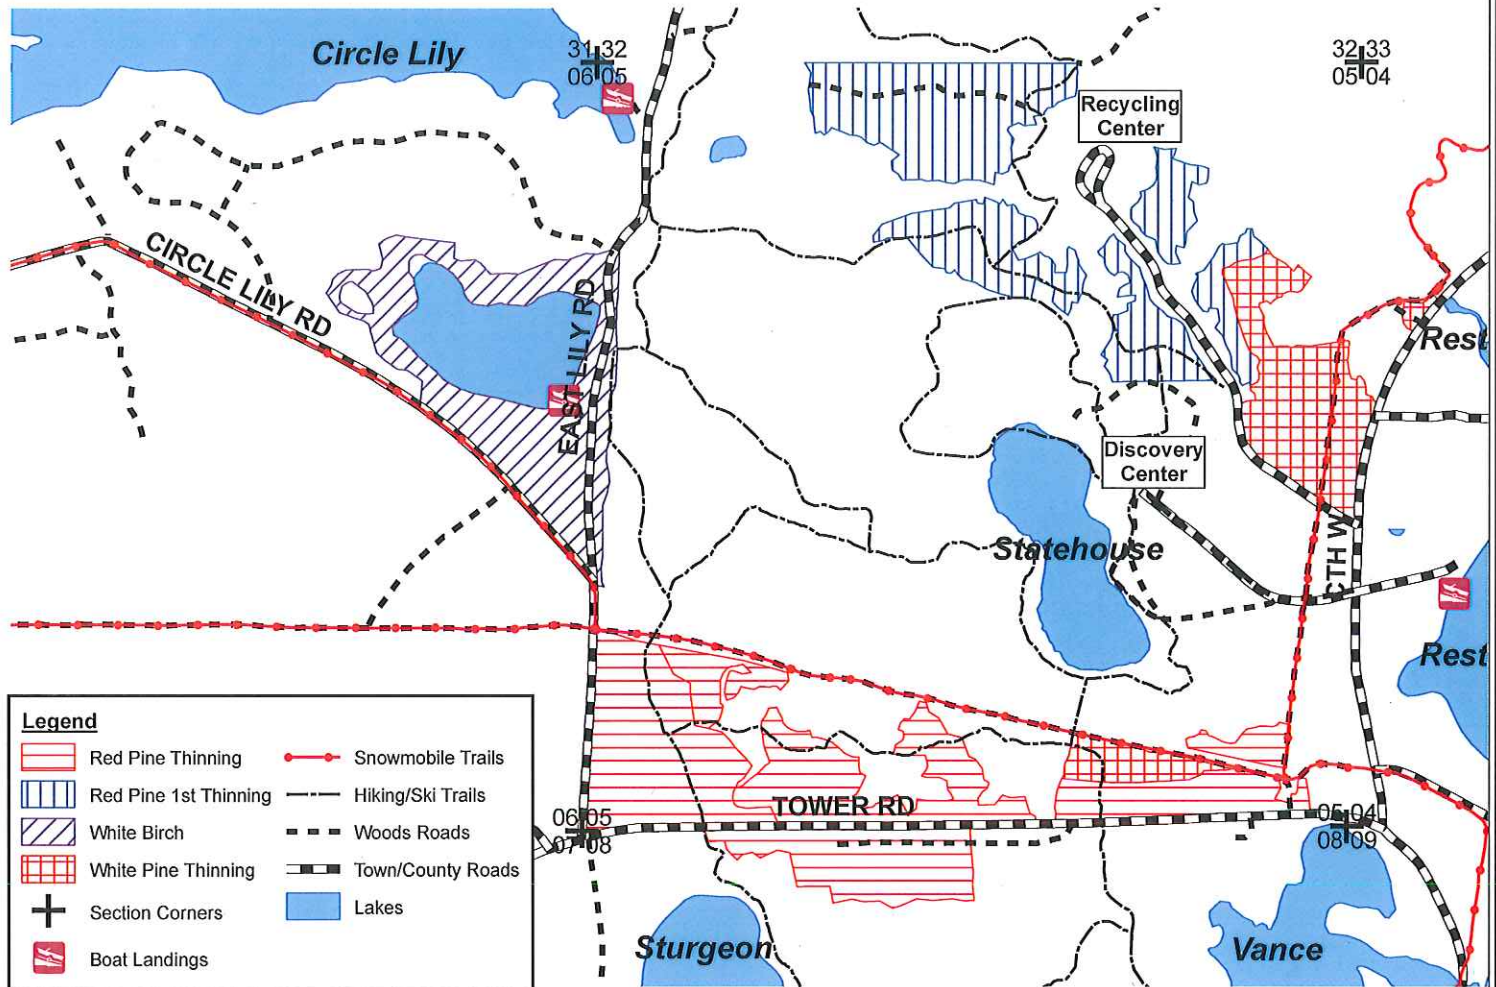 Circle Lily
31 32
06 05
32 33
05 04
Recycling
Center
CIRCLE LILY RD
EAST LILY RD
Rest
Discovery
Center
Statehouse
CTH W
Rest
TOWER RD
06 05
07 08
05 04
08 09
Sturgeon
Vance
Legend
Red Pine Thinning
Red Pine 1st Thinning
White Birch
White Pine Thinning
Section Corners
Boat Landings
Snowmobile Trails
Hiking/Ski Trails
Woods Roads
Town/County Roads
Lakes